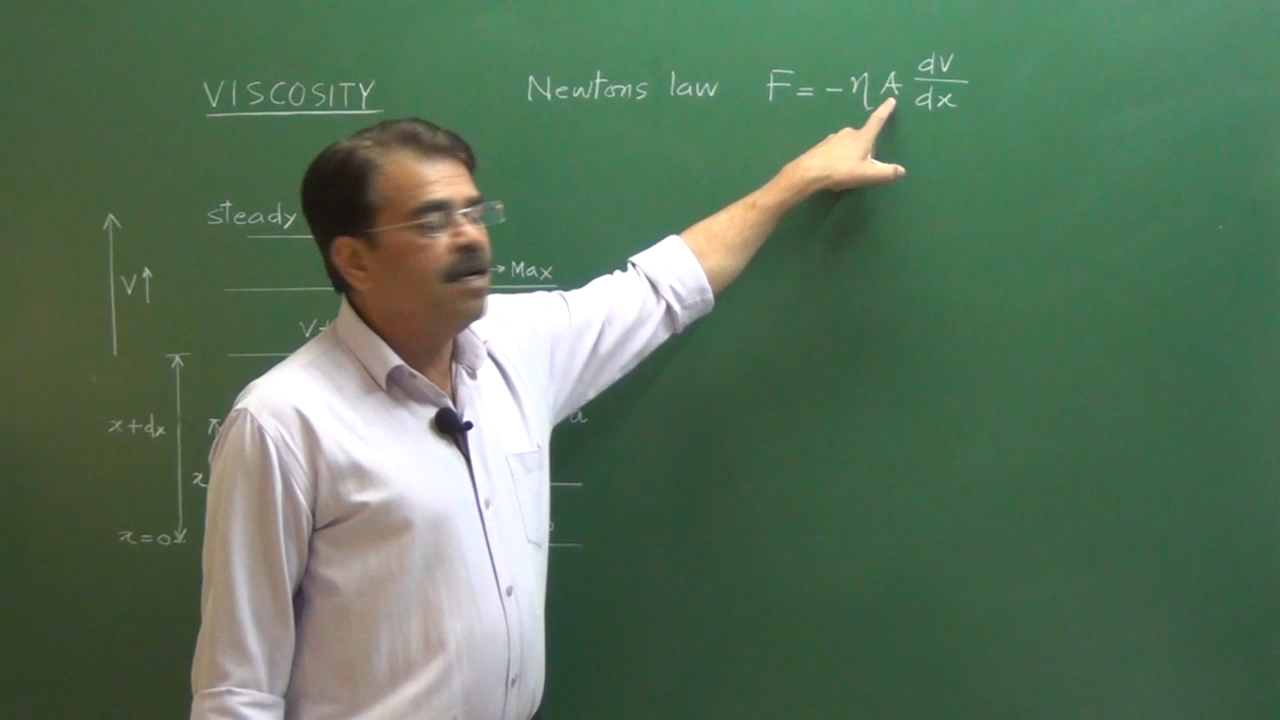 VISCOSITY
Newtons law F = - η A dv/dx
steady
→ Max
V↑
x+dx
x
x=0